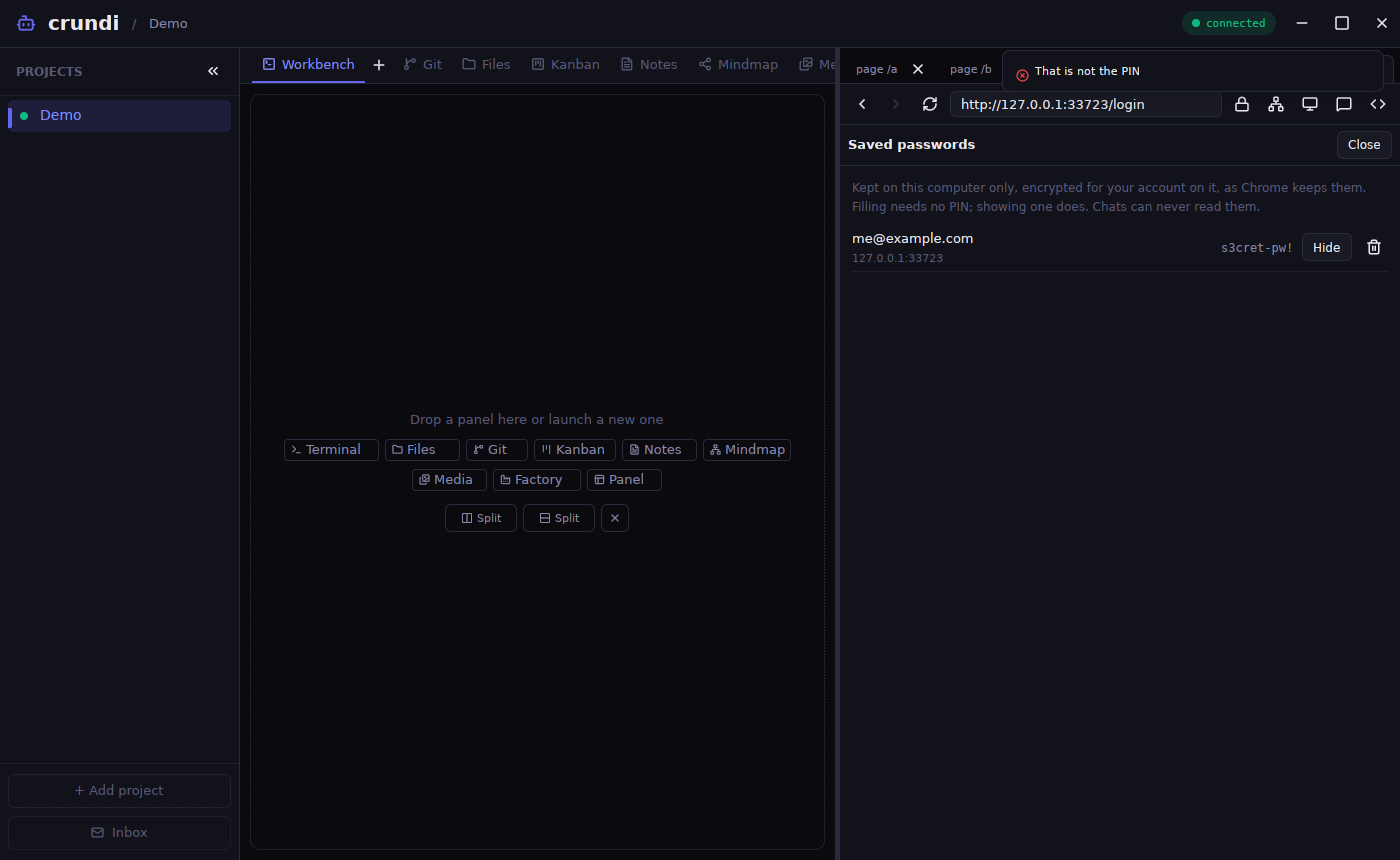 crundi / Demo
connected
PROJECTS
Demo
+ Add project
Inbox
Workbench
Git
Files
Kanban
Notes
Mindmap
Me
Drop a panel here or launch a new one
Terminal Files Git Kanban Notes Mindmap
Media Factory Panel
Split Split
page /a
page /b
That is not the PIN
http://127.0.0.1:33723/login
Saved passwords
Close
Kept on this computer only, encrypted for your account on it, as Chrome keeps them.
Filling needs no PIN; showing one does. Chats can never read them.
me@example.com
127.0.0.1:33723
s3cret-pw!
Hide